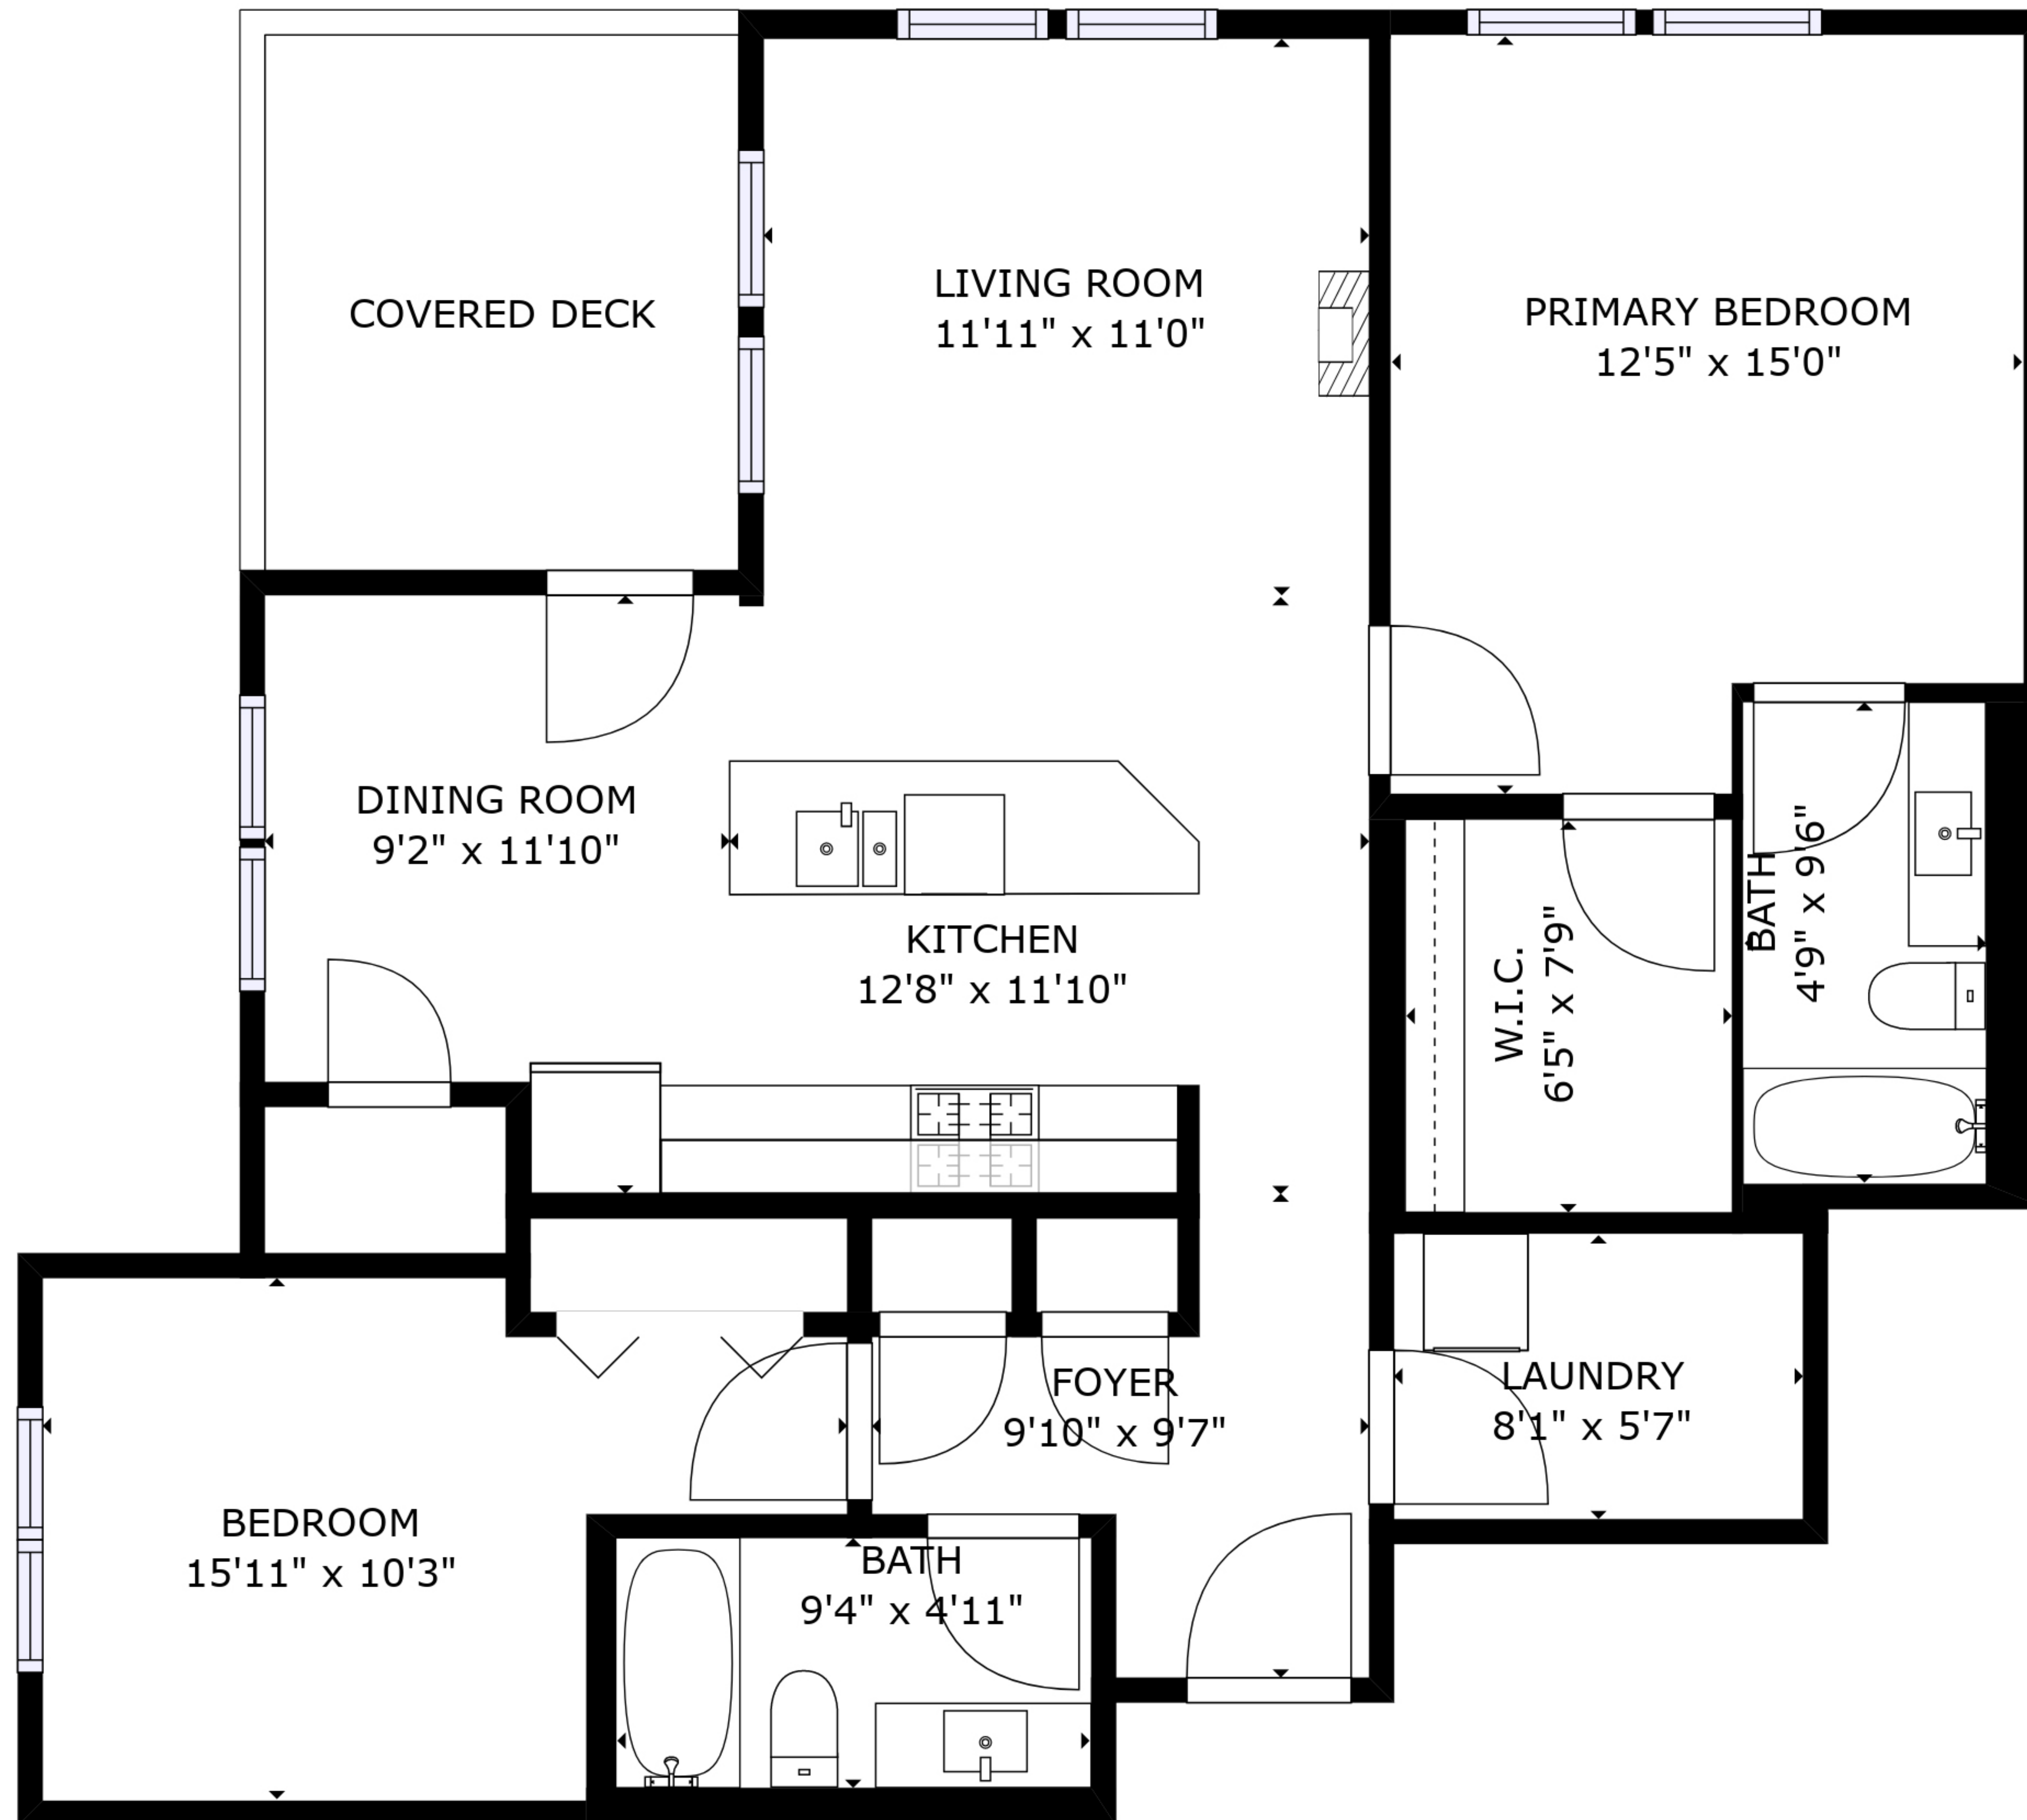 COVERED DECK
LIVING ROOM
11'11" x 11'0"
PRIMARY BEDROOM
12'5" x 15'0"
DINING ROOM
9'2" x 11'10"
KITCHEN
12'8" x 11'10"
W.I.C.
6'5" x 7'9"
BATH
4'9" x 9'6"
FOYER
9'10" x 9'7"
LAUNDRY
8'1" x 5'7"
BEDROOM
15'11" x 10'3"
BATH
9'4" x 4'11"